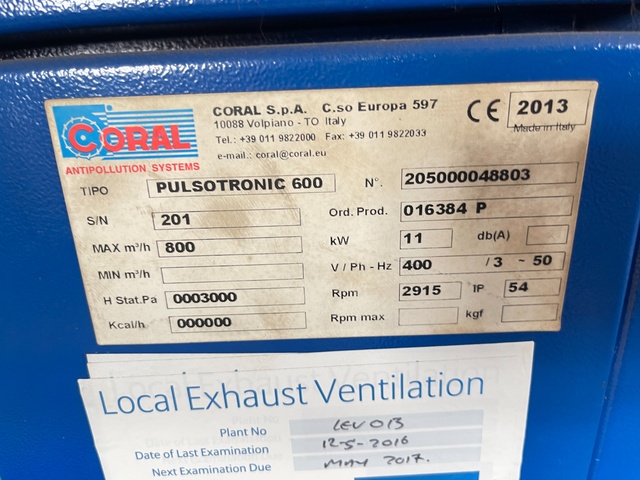 CORAL
ANTIPOLLUTION SYSTEMS
CORAL S.p.A. C.so Europa 597
10088 Volpiano - TO Italy
Tel.: +39 011 9822000 Fax: +39 011 9822033
e-mail.: coral@coral.eu
CE 2013
Made in Italy
TIPO PULSOTRONIC 600 N°. 205000048803
S/N 201 Ord. Prod. 016384 P
MAX m³/h 800 kW 11 db(A)
MIN m³/h V / Ph - Hz 400 / 3 ~ 50
H Stat.Pa 0003000 Rpm 2915 IP 54
Kcal/h 000000 Rpm max kgf
Local Exhaust Ventilation
Plant No LEV 013
Date of Last Examination 12-5-2016
Next Examination Due MAY 2017.